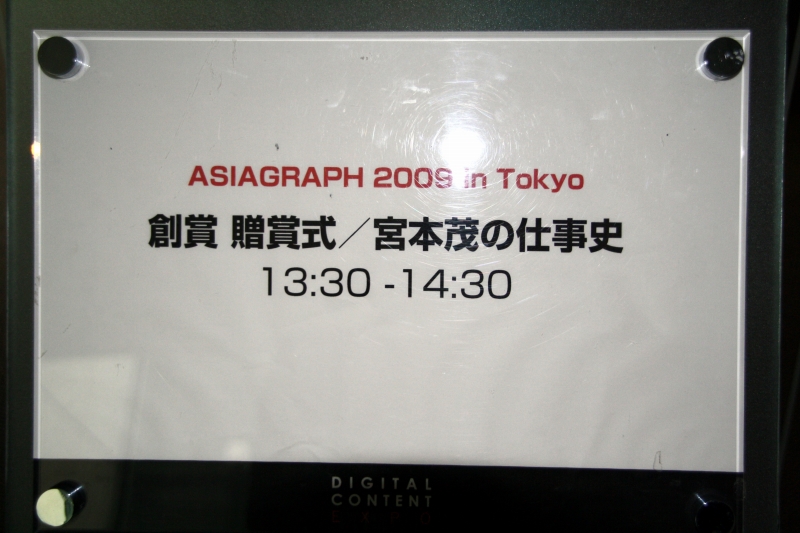 ASIAGRAPH 2009 in Tokyo
創賞 贈賞式／宮本茂の仕事史
13:30 -14:30
DIGITAL
CONTENT
EXPO